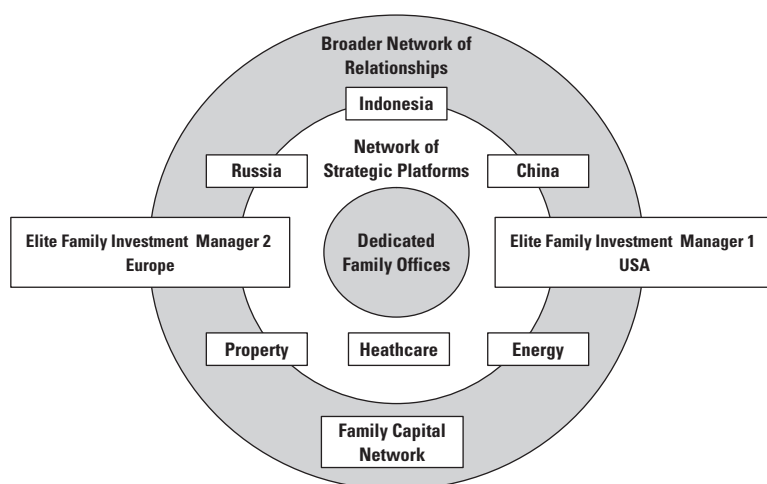 Broader Network of
Relationships
Indonesia
Network of
Strategic Platforms
Russia
China
Elite Family Investment Manager 2
Europe
Dedicated
Family Offices
Elite Family Investment Manager 1
USA
Property
Heathcare
Energy
Family Capital
Network